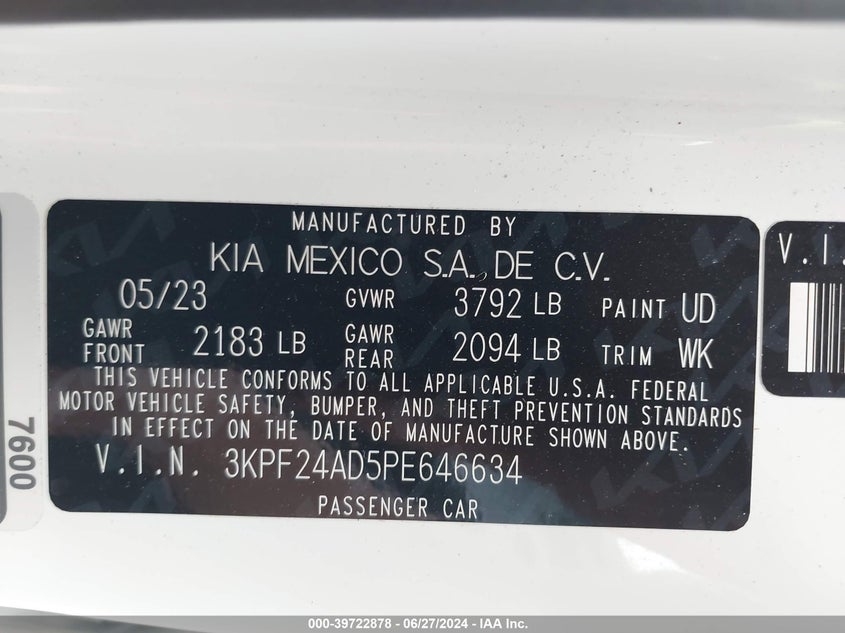 MANUFACTURED BY
KIA MEXICO S.A. DE C.V.
05/23 GVWR 3792 LB PAINT UD
GAWR FRONT 2183 LB GAWR REAR 2094 LB TRIM WK
THIS VEHICLE CONFORMS TO ALL APPLICABLE U.S.A. FEDERAL
MOTOR VEHICLE SAFETY, BUMPER, AND THEFT PREVENTION STANDARDS
IN EFFECT ON THE DATE OF MANUFACTURE SHOWN ABOVE.
V.I.N. 3KPF24AD5PE646634
PASSENGER CAR
7600
V.I.
000-39722878 - 06/27/2024 - IAA Inc.